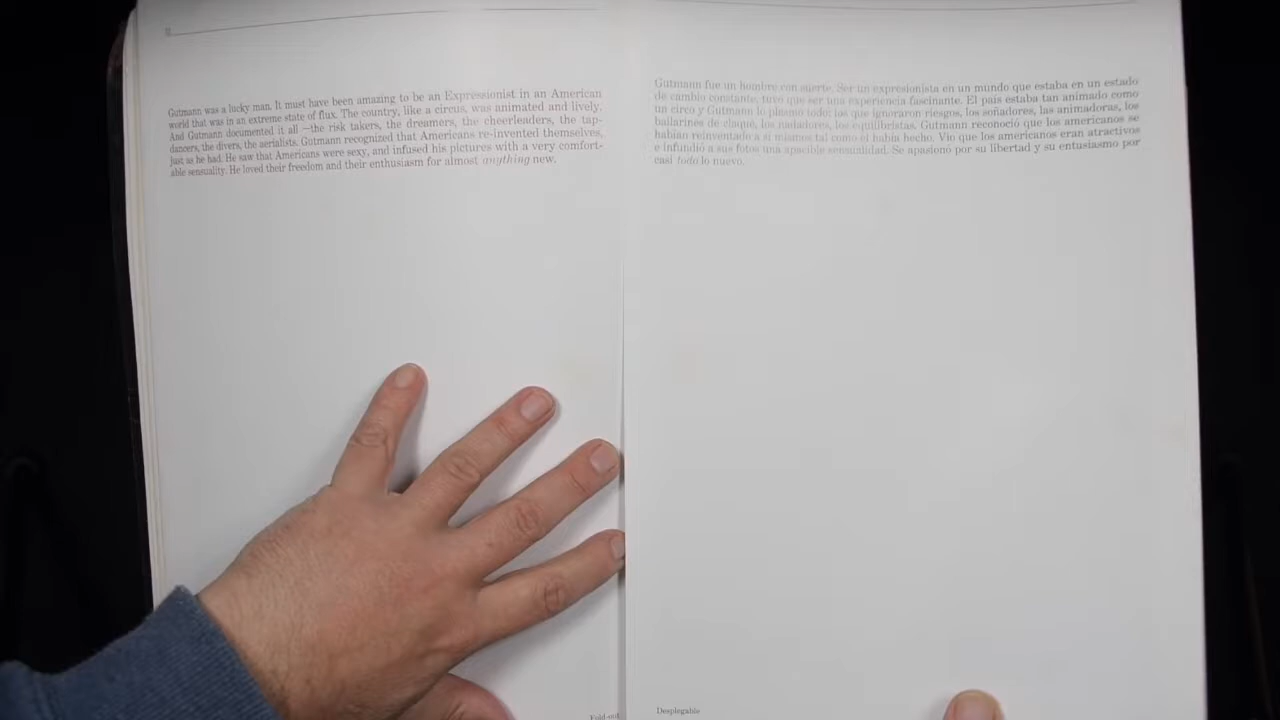 Gutmann was a lucky man. It must have been amazing to be an Expressionist in an American
world that was in an extreme state of flux. The country, like a circus, was animated and lively.
And Gutmann documented it all —the risk takers, the dreamers, the cheerleaders, the tap-
dancers, the divers, the aerialists. Gutmann recognized that Americans re-invented themselves,
just as he had. He saw that Americans were sexy, and infused his pictures with a very comfort-
able sensuality. He loved their freedom and their enthusiasm for almost anything new.
Fold-out
Gutmann fue un hombre con suerte. Ser un expresionista en un mundo que estaba en un estado
de cambio constante, tuvo que ser una experiencia fascinante. El país estaba tan animado como
un circo y Gutmann lo plasmó todo: los que ignoraron riesgos, los soñadores, las animadoras, los
bailarines de claqué, los nadadores, los equilibristas. Gutmann reconoció que los americanos se
habían reinventado a sí mismos tal como él había hecho. Vio que los americanos eran atractivos
e infundió a sus fotos una apacible sensualidad. Se apasionó por su libertad y su entusiasmo por
casi todo lo nuevo.
Desplegable